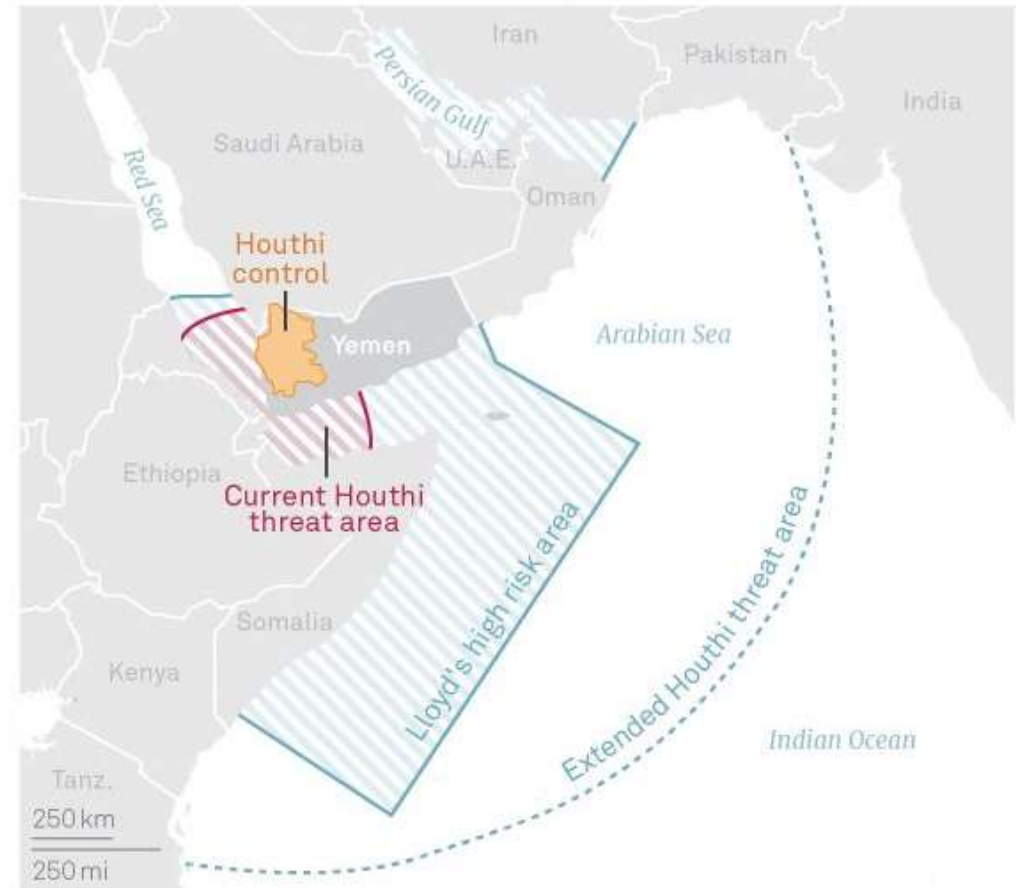 Iran
Pakistan
India
Persian Gulf
Saudi Arabia
U.A.E.
Oman
Red Sea
Houthi
control
Yemen
Arabian Sea
Ethiopia
Current Houthi
threat area
Lloyd's high risk area
Extended Houthi threat area
Somalia
Kenya
Indian Ocean
Tanz.
250 km
250 mi